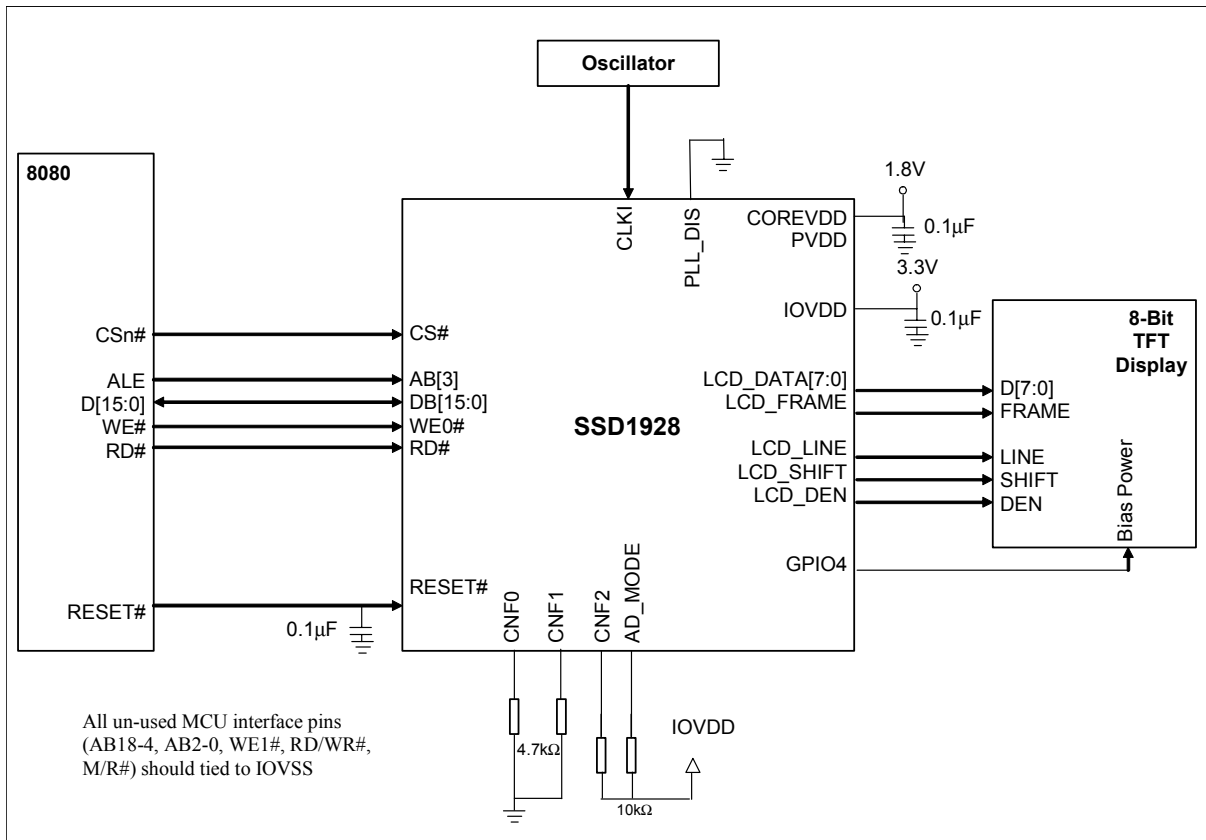 Oscillator
8080
CLKI
PLL_DIS
1.8V
COREVDD
PVDD
0.1µF
3.3V
IOVDD
0.1µF
8-Bit
TFT
Display
CSn#
CS#
ALE
AB[3]
D[15:0]
DB[15:0]
WE#
WE0#
RD#
RD#
SSD1928
LCD_DATA[7:0]
D[7:0]
LCD_FRAME
FRAME
LCD_LINE
LINE
LCD_SHIFT
SHIFT
LCD_DEN
DEN
Bias Power
GPIO4
RESET#
RESET#
0.1µF
CNF0
CNF1
CNF2
AD_MODE
4.7kΩ
10kΩ
IOVDD
All un-used MCU interface pins
(AB18-4, AB2-0, WE1#, RD/WR#,
M/R#) should tied to IOVSS